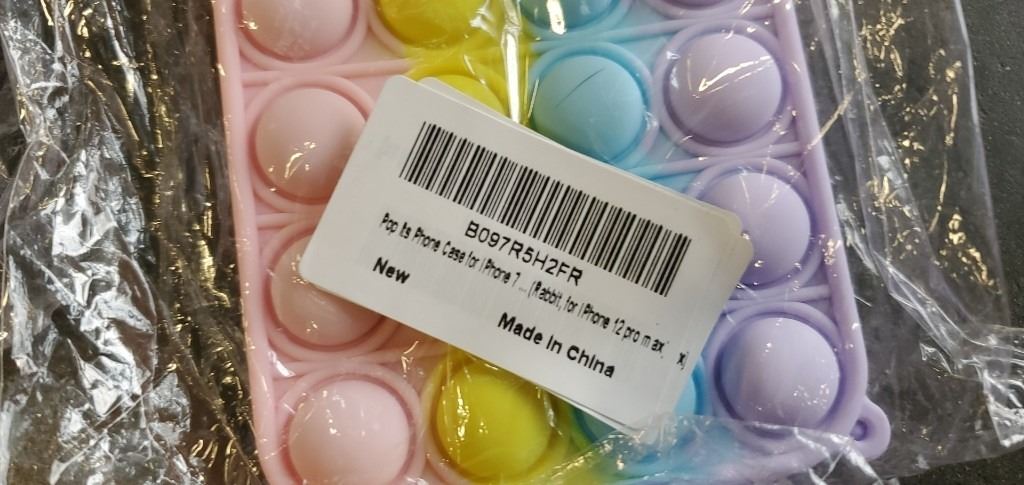 B097R5H2FR
Pop Its Phone Case for iPhone 7 ... (Rabbit, for iPhone 12 pro max, x)
New
Made in China